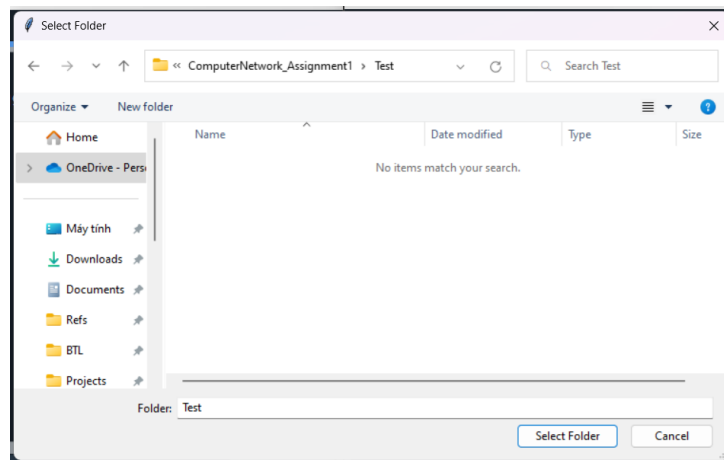 Select Folder
« ComputerNetwork_Assignment1 > Test
Search Test
Organize
New folder
?
Name
Date modified
Type
Size
No items match your search.
Home
OneDrive - Pers
Máy tính
Downloads
Documents
Refs
BTL
Projects
Folder: Test
Select Folder
Cancel